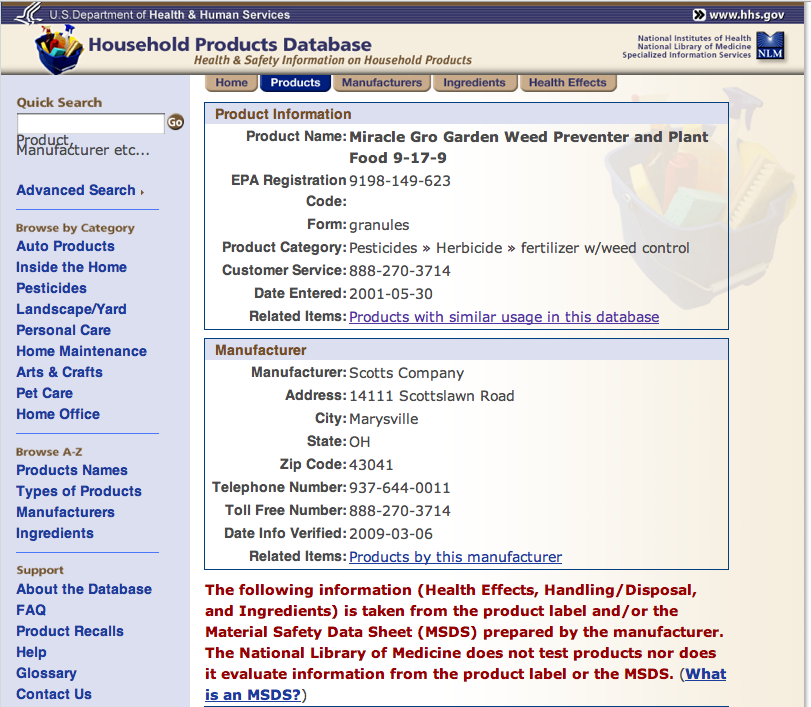 U.S.Department of Health & Human Services
www.hhs.gov
Household Products Database
Health & Safety Information on Household Products
National Institutes of Health
National Library of Medicine
Specialized Information Services
NLM
Home Products Manufacturers Ingredients Health Effects
Quick Search
Go
Product,
Manufacturer etc...
Advanced Search
Browse by Category
Auto Products
Inside the Home
Pesticides
Landscape/Yard
Personal Care
Home Maintenance
Arts & Crafts
Pet Care
Home Office
Browse A-Z
Products Names
Types of Products
Manufacturers
Ingredients
Support
About the Database
FAQ
Product Recalls
Help
Glossary
Contact Us
Product Information
Product Name: Miracle Gro Garden Weed Preventer and Plant
Food 9-17-9
EPA Registration 9198-149-623
Code:
Form: granules
Product Category: Pesticides » Herbicide » fertilizer w/weed control
Customer Service: 888-270-3714
Date Entered: 2001-05-30
Related Items: Products with similar usage in this database
Manufacturer
Manufacturer: Scotts Company
Address: 14111 Scottslawn Road
City: Marysville
State: OH
Zip Code: 43041
Telephone Number: 937-644-0011
Toll Free Number: 888-270-3714
Date Info Verified: 2009-03-06
Related Items: Products by this manufacturer
The following information (Health Effects, Handling/Disposal,
and Ingredients) is taken from the product label and/or the
Material Safety Data Sheet (MSDS) prepared by the manufacturer.
The National Library of Medicine does not test products nor does
it evaluate information from the product label or the MSDS. (What
is an MSDS?)